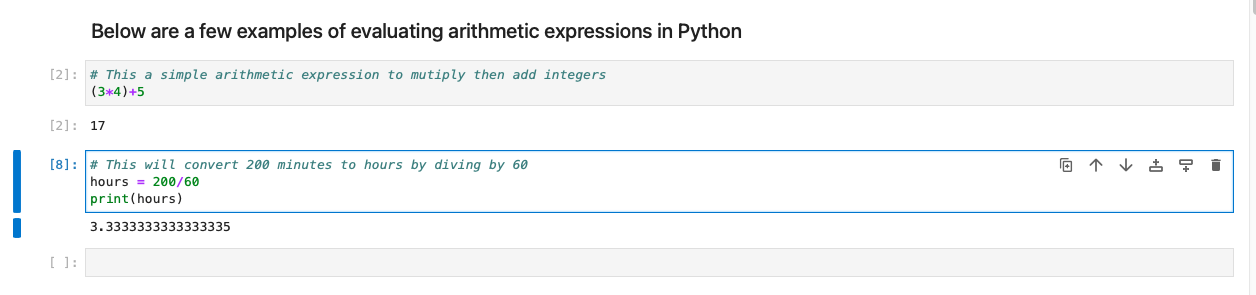 Below are a few examples of evaluating arithmetic expressions in Python
[2]: # This a simple arithmetic expression to mutiply then add integers
(3*4)+5
[2]: 17
[8]: # This will convert 200 minutes to hours by diving by 60
hours = 200/60
print(hours)
3.3333333333333335
[ ]: